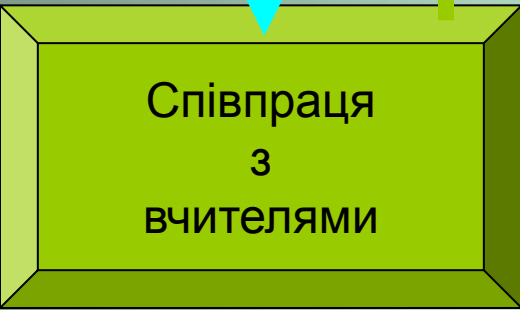 Співпраця
з
вчителями